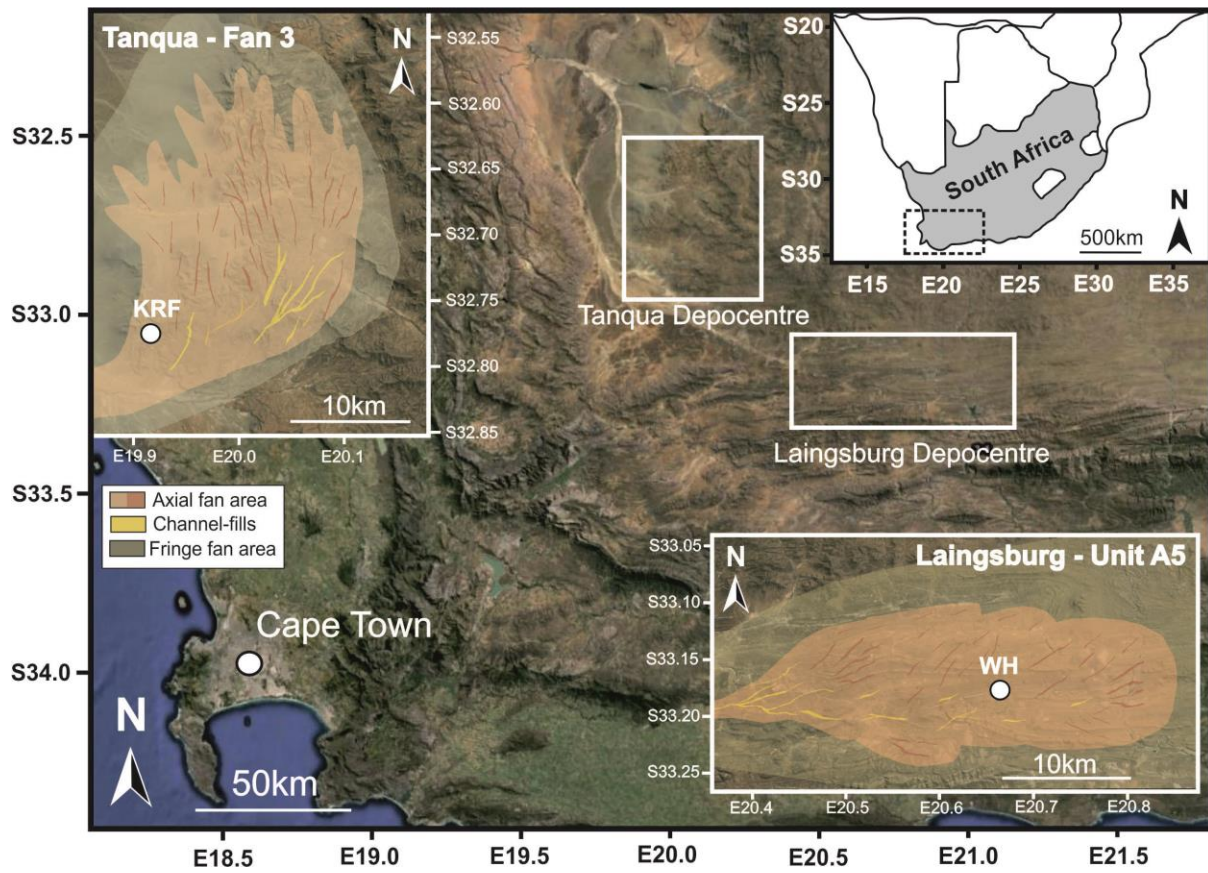 Tanqua - Fan 3
N
S32.55
S32.60
S32.65
S32.70
S32.75
S32.80
S32.85
KRF
10km
E19.9
E20.0
E20.1
Axial fan area
Channel-fills
Fringe fan area
S20
S25
S30
S35
South Africa
N
500km
E15
E20
E25
E30
E35
Tanqua Depocentre
Laingsburg Depocentre
Cape Town
N
50km
Laingsburg - Unit A5
N
S33.05
S33.10
S33.15
S33.20
S33.25
WH
10km
E20.4
E20.5
E20.6
E20.7
E20.8
S32.5
S33.0
S33.5
S34.0
E18.5
E19.0
E19.5
E20.0
E20.5
E21.0
E21.5